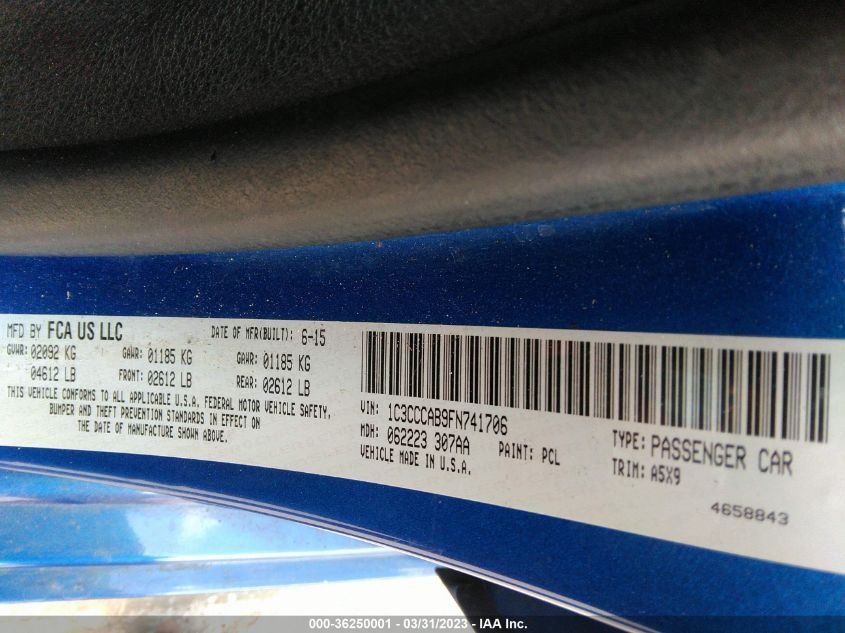 MFD BY FCA US LLC DATE OF MFR(BUILT): 6-15
GVWR: 02092 KG GAWR: 01185 KG GAWR: 01185 KG
04612 LB FRONT: 02612 LB REAR: 02612 LB
THIS VEHICLE CONFORMS TO ALL APPLICABLE U.S.A. FEDERAL MOTOR VEHICLE SAFETY,
BUMPER AND THEFT PREVENTION STANDARDS IN EFFECT ON
THE DATE OF MANUFACTURE SHOWN ABOVE.
VIN: 1C3CCCAB9FN741706
MDH: 062223 307AA PAINT: PCL
VEHICLE MADE IN U.S.A.
TYPE: PASSENGER CAR
TRIM: A5X9
4658843
000-36250001 - 03/31/2023 - IAA Inc.